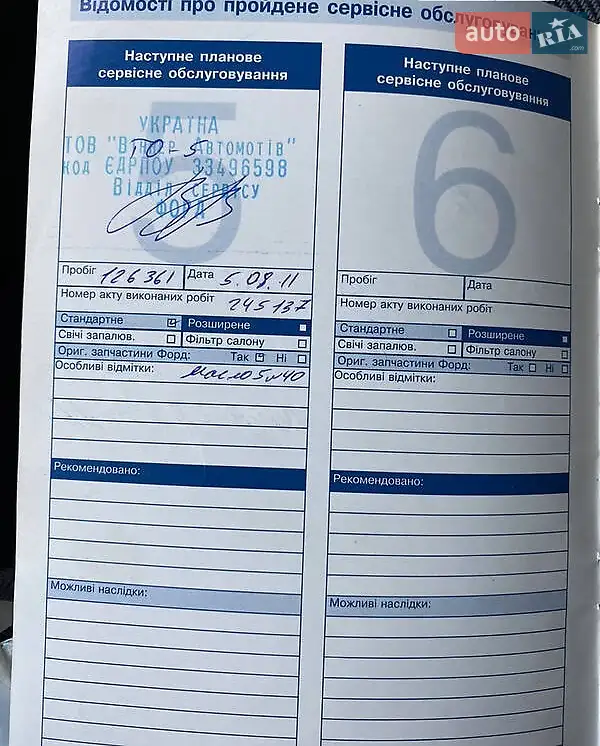 Відомості про пройдене сервісне обслуговуван
auto RIA .com
Наступне планове
сервісне обслуговування
5
УКРАЇНА
ТОВ "Віннер Автомотів"
ТО-5
код ЄДРПОУ 33496598
Відділ сервісу
ФОРД
Пробіг 126361 Дата 5.08.11
Номер акту виконаних робіт 245137
Стандартне Розширене
Свічі запалюв. Фільтр салону
Ориг. запчастини Форд: Так Ні
Особливі відмітки: масло 5w40
Рекомендовано:
Можливі наслідки:
Наступне планове
сервісне обслуговування
6
Пробіг Дата
Номер акту виконаних робіт
Стандартне Розширене
Свічі запалюв. Фільтр салону
Ориг. запчастини Форд: Так Ні
Особливі відмітки:
Рекомендовано:
Можливі наслідки: